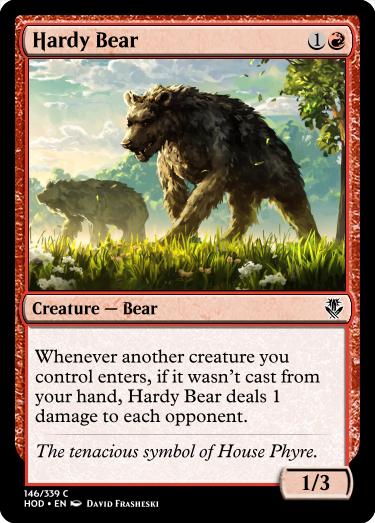 Hardy Bear 1
Creature — Bear
Whenever another creature you
control enters, if it wasn't cast from
your hand, Hardy Bear deals 1
damage to each opponent.
The tenacious symbol of House Phyre.
1/3
146/339 C
HOD • EN DAVID FRASHESKI